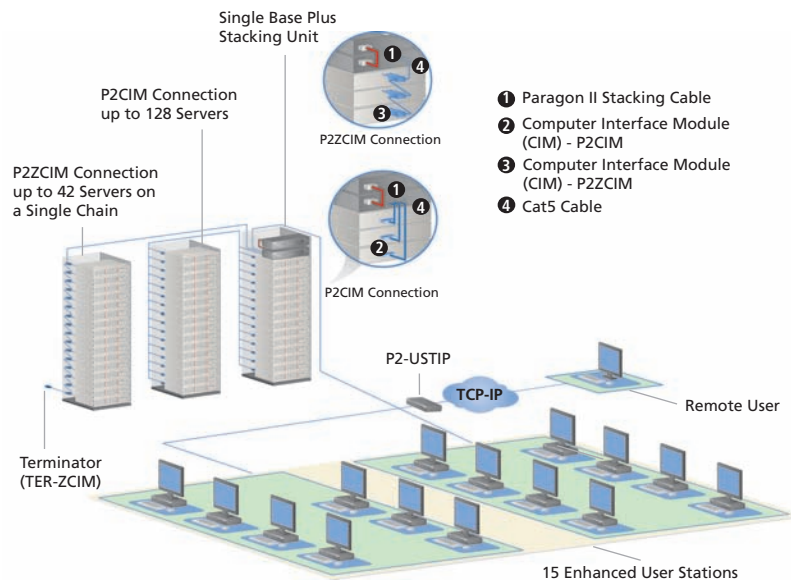 Single Base Plus
Stacking Unit
1
4
3
P2ZCIM Connection
P2CIM Connection
up to 128 Servers
P2ZCIM Connection
up to 42 Servers on
a Single Chain
1
4
2
P2CIM Connection
1 Paragon II Stacking Cable
2 Computer Interface Module
(CIM) - P2CIM
3 Computer Interface Module
(CIM) - P2ZCIM
4 Cat5 Cable
P2-USTIP
TCP-IP
Remote User
Terminator
(TER-ZCIM)
15 Enhanced User Stations